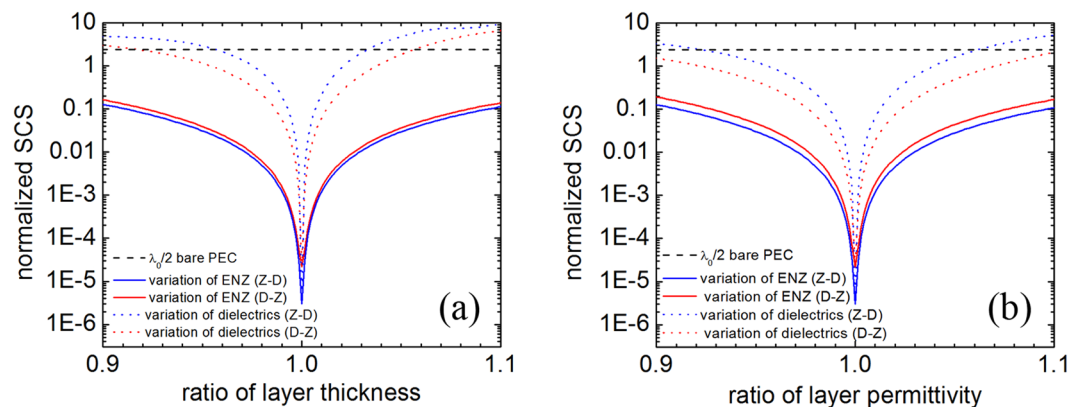 10
1
0.1
0.01
1E-3
1E-4
1E-5
1E-6
normalized SCS
λ₀/2 bare PEC
variation of ENZ (Z-D)
variation of ENZ (D-Z)
variation of dielectrics (Z-D)
variation of dielectrics (D-Z)
(a)
0.9
1.0
1.1
ratio of layer thickness
10
1
0.1
0.01
1E-3
1E-4
1E-5
1E-6
normalized SCS
λ₀/2 bare PEC
variation of ENZ (Z-D)
variation of ENZ (D-Z)
variation of dielectrics (Z-D)
variation of dielectrics (D-Z)
(b)
0.9
1.0
1.1
ratio of layer permittivity